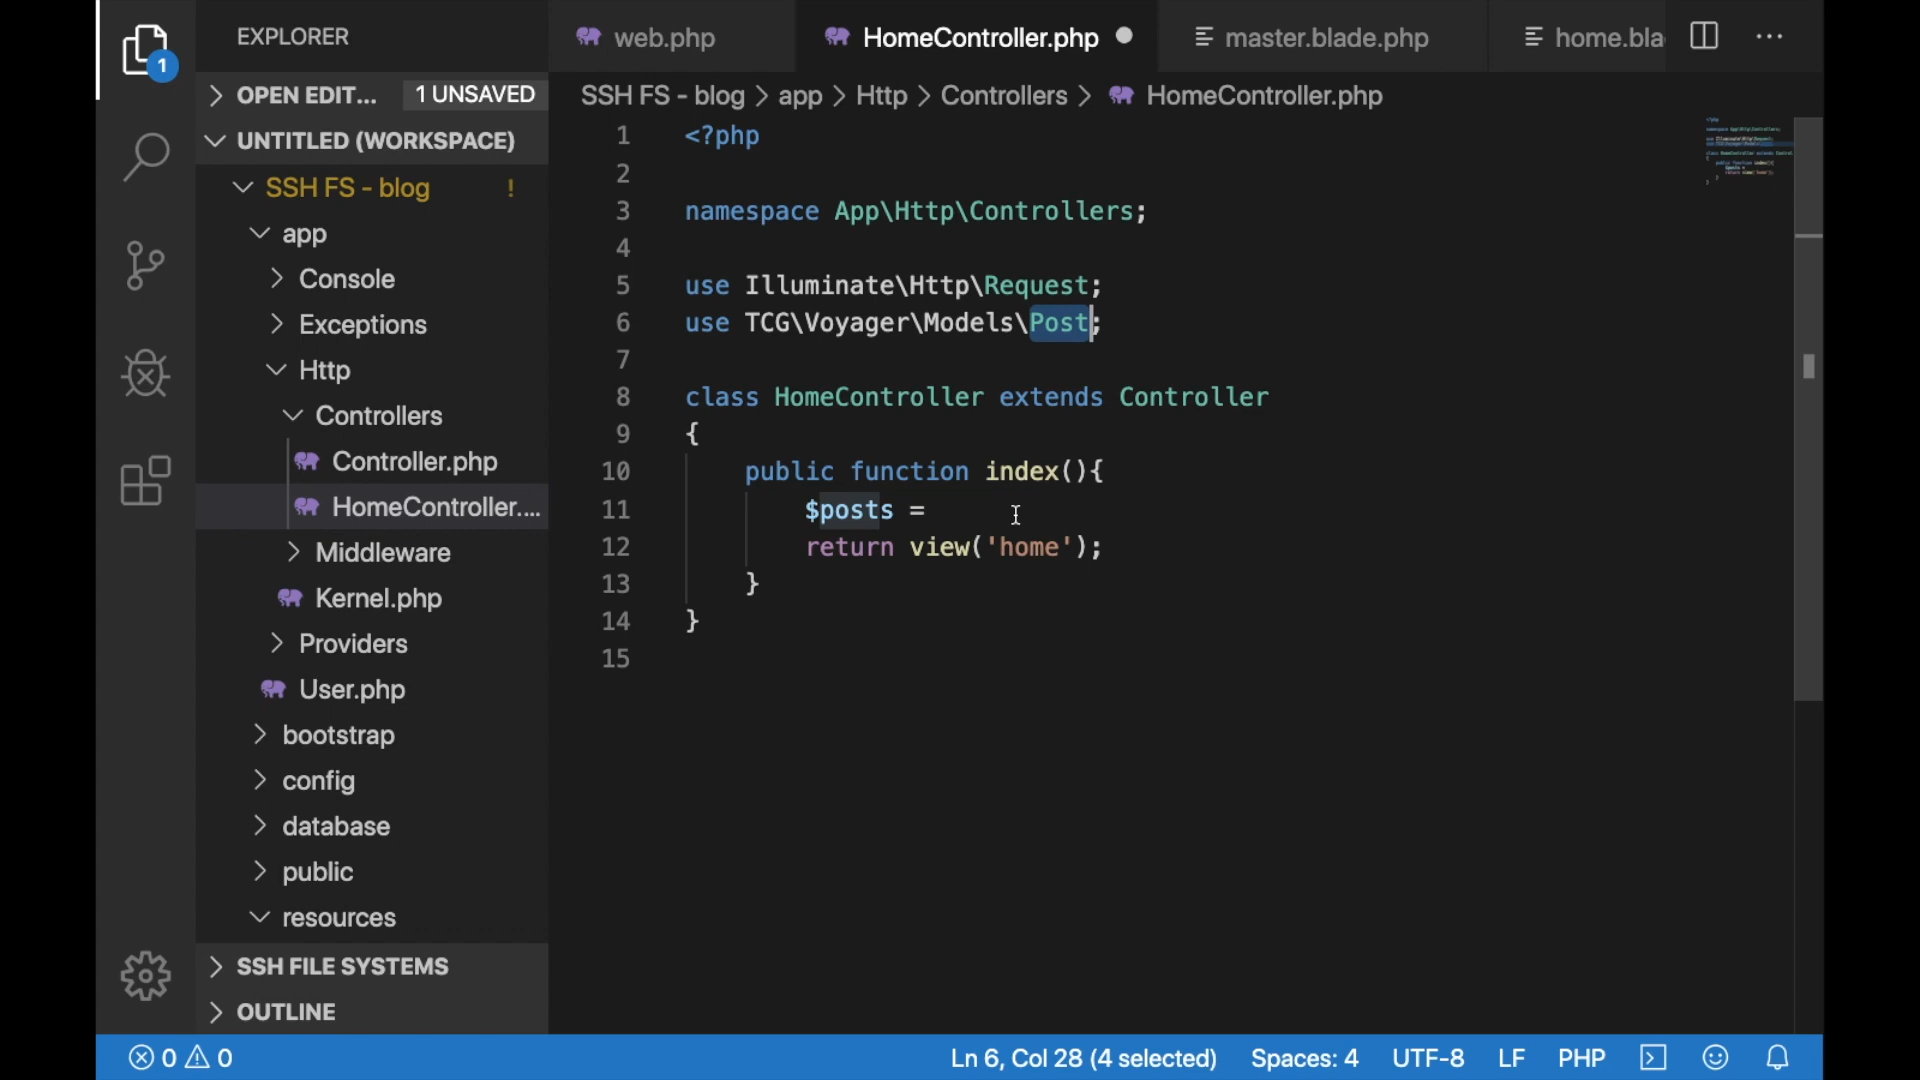 EXPLORER
1
OPEN EDIT... 1 UNSAVED
UNTITLED (WORKSPACE)
SSH FS - blog !
app
Console
Exceptions
Http
Controllers
Controller.php
HomeController....
Middleware
Kernel.php
Providers
User.php
bootstrap
config
database
public
resources
SSH FILE SYSTEMS
OUTLINE
web.php HomeController.php master.blade.php home.bla ...
SSH FS - blog > app > Http > Controllers > HomeController.php
1 <?php
2
3 namespace App\Http\Controllers;
4
5 use Illuminate\Http\Request;
6 use TCG\Voyager\Models\Post;
7
8 class HomeController extends Controller
9 {
10 public function index(){
11 $posts =
12 return view('home');
13 }
14 }
15
0 0 Ln 6, Col 28 (4 selected) Spaces: 4 UTF-8 LF PHP